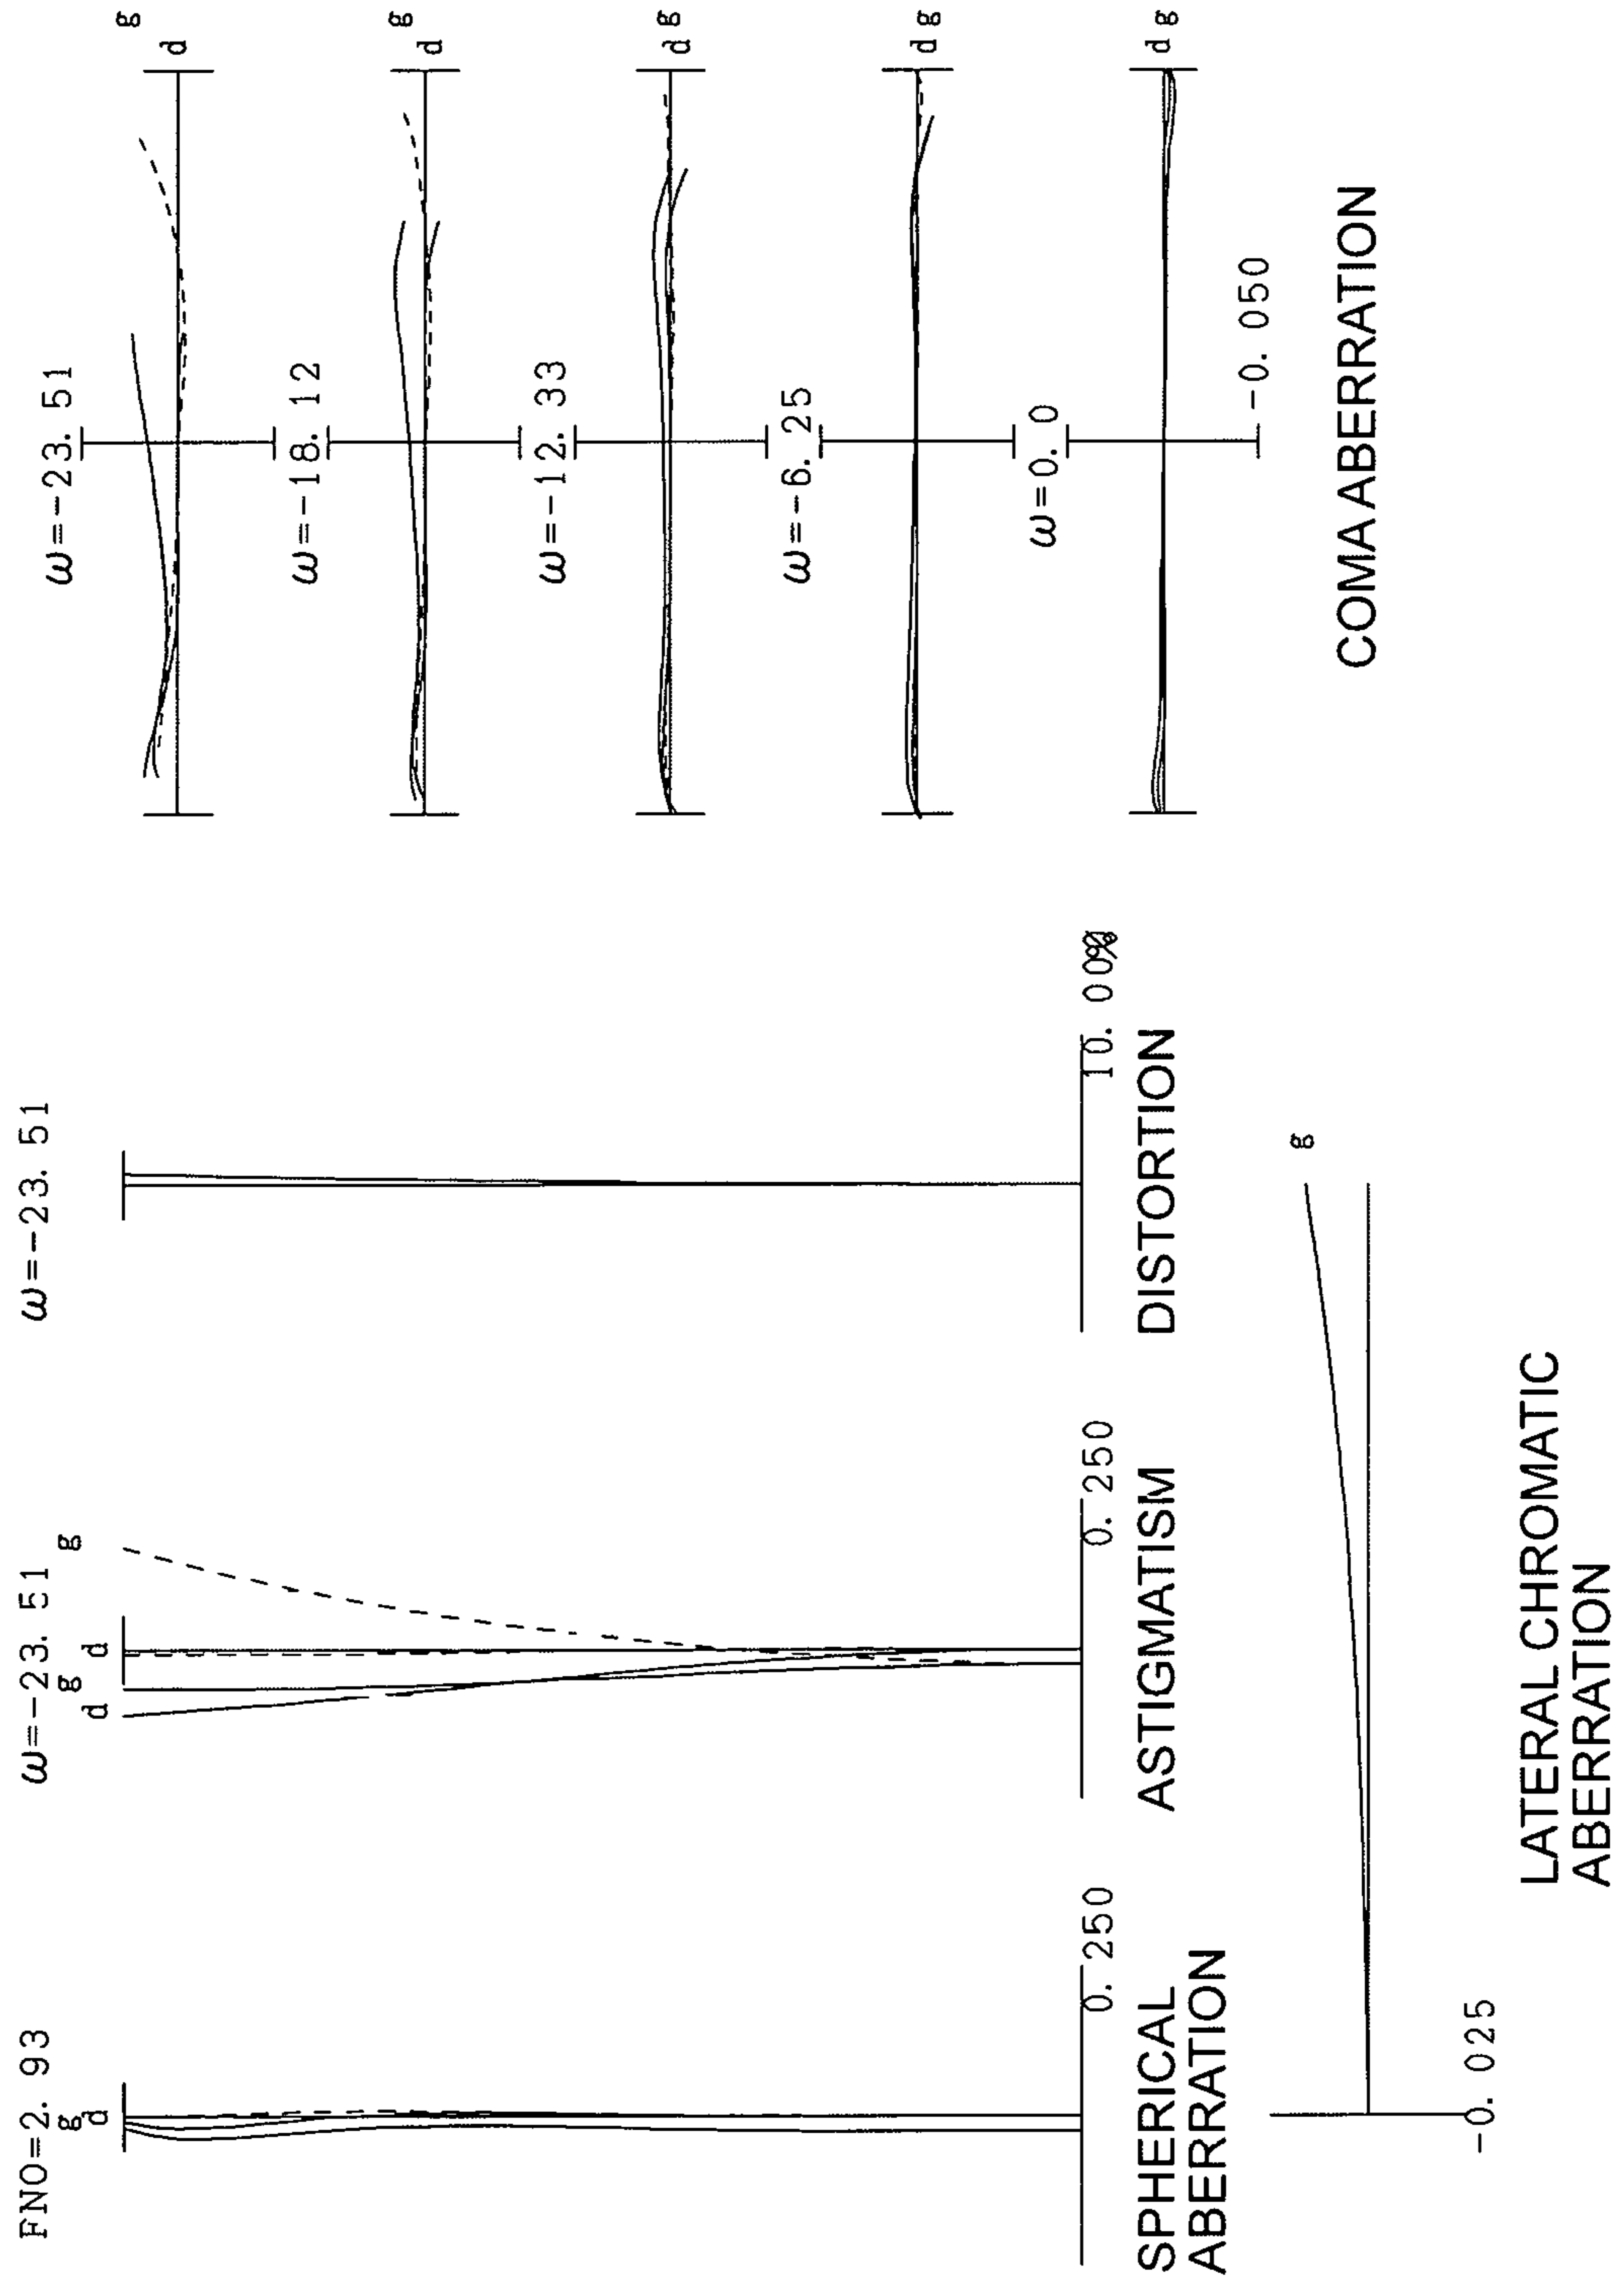 FNO=2. 93
g
d
0. 250
SPHERICAL
ABERRATION
ω=-23. 51
d
g
d
g
0. 250
ASTIGMATISM
ω=-23. 51
10. 00%
DISTORTION
g
-0. 025
LATERAL CHROMATIC
ABERRATION
ω=-23. 51
g
d
ω=-18. 12
g
d
ω=-12. 33
d g
ω=-6. 25
d g
ω=0. 0
d g
-0. 050
COMA ABERRATION